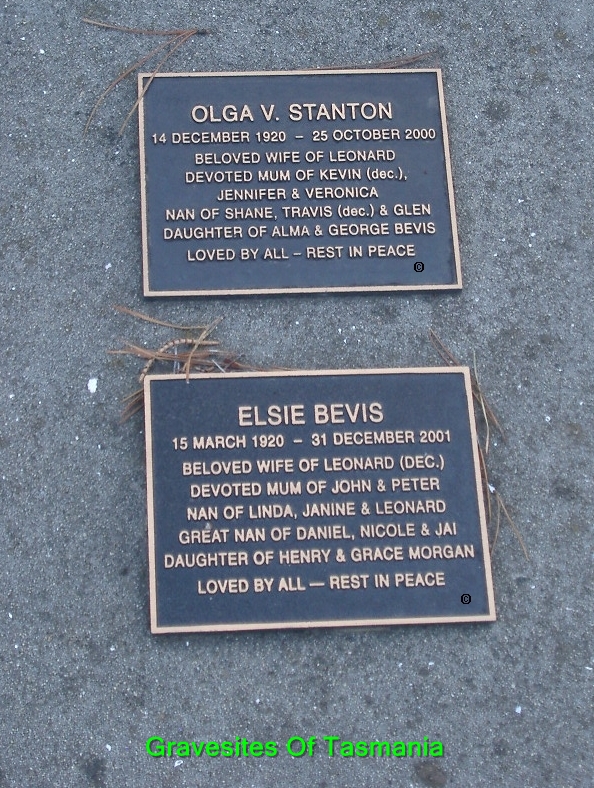 OLGA V. STANTON
14 DECEMBER 1920 – 25 OCTOBER 2000
BELOVED WIFE OF LEONARD
DEVOTED MUM OF KEVIN (dec.),
JENNIFER & VERONICA
NAN OF SHANE, TRAVIS (dec.) & GLEN
DAUGHTER OF ALMA & GEORGE BEVIS
LOVED BY ALL – REST IN PEACE
©
ELSIE BEVIS
15 MARCH 1920 – 31 DECEMBER 2001
BELOVED WIFE OF LEONARD (DEC.)
DEVOTED MUM OF JOHN & PETER
NAN OF LINDA, JANINE & LEONARD
GREAT NAN OF DANIEL, NICOLE & JAI
DAUGHTER OF HENRY & GRACE MORGAN
LOVED BY ALL — REST IN PEACE
©
Gravesites Of Tasmania